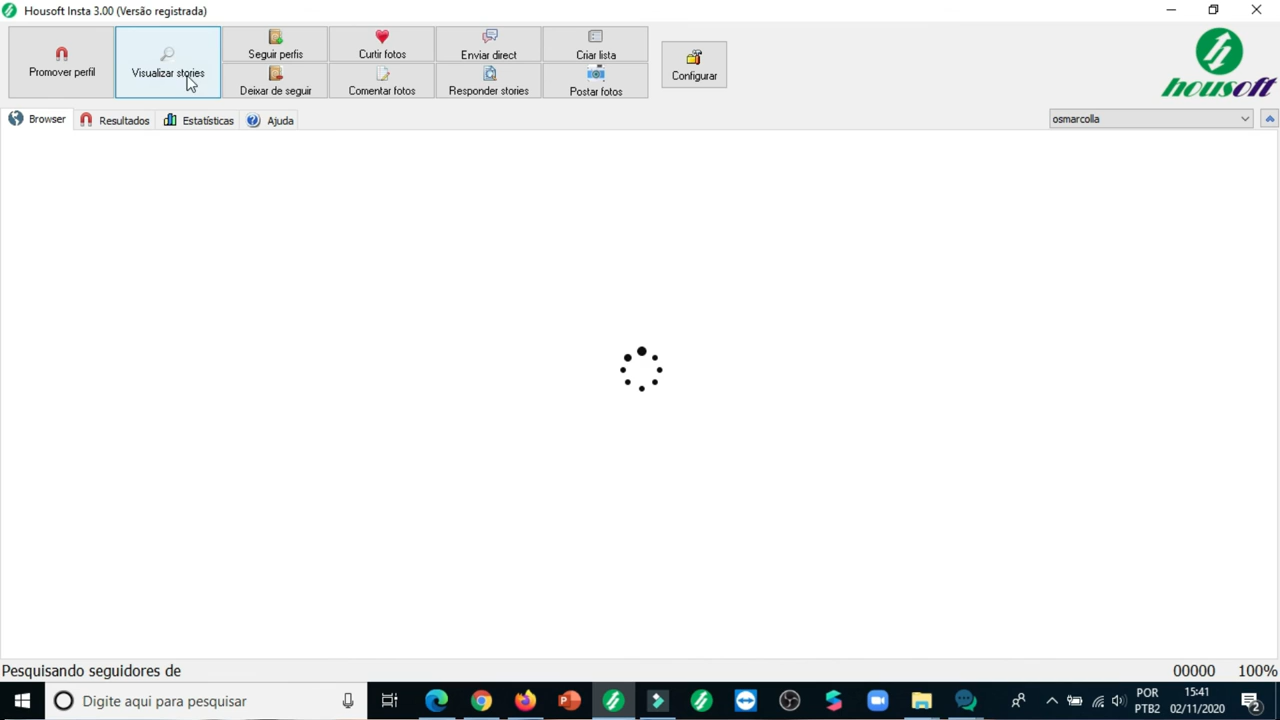 Housoft Insta 3.00 (Versão registrada)
Promover perfil
Visualizar stories
Seguir perfis
Curtir fotos
Enviar direct
Criar lista
Deixar de seguir
Comentar fotos
Responder stories
Postar fotos
Configurar
housoft
Browser
Resultados
Estatísticas
Ajuda
osmarcolla
Pesquisando seguidores de
00000
100%
Digite aqui para pesquisar
POR
PTB2
15:41
02/11/2020
2